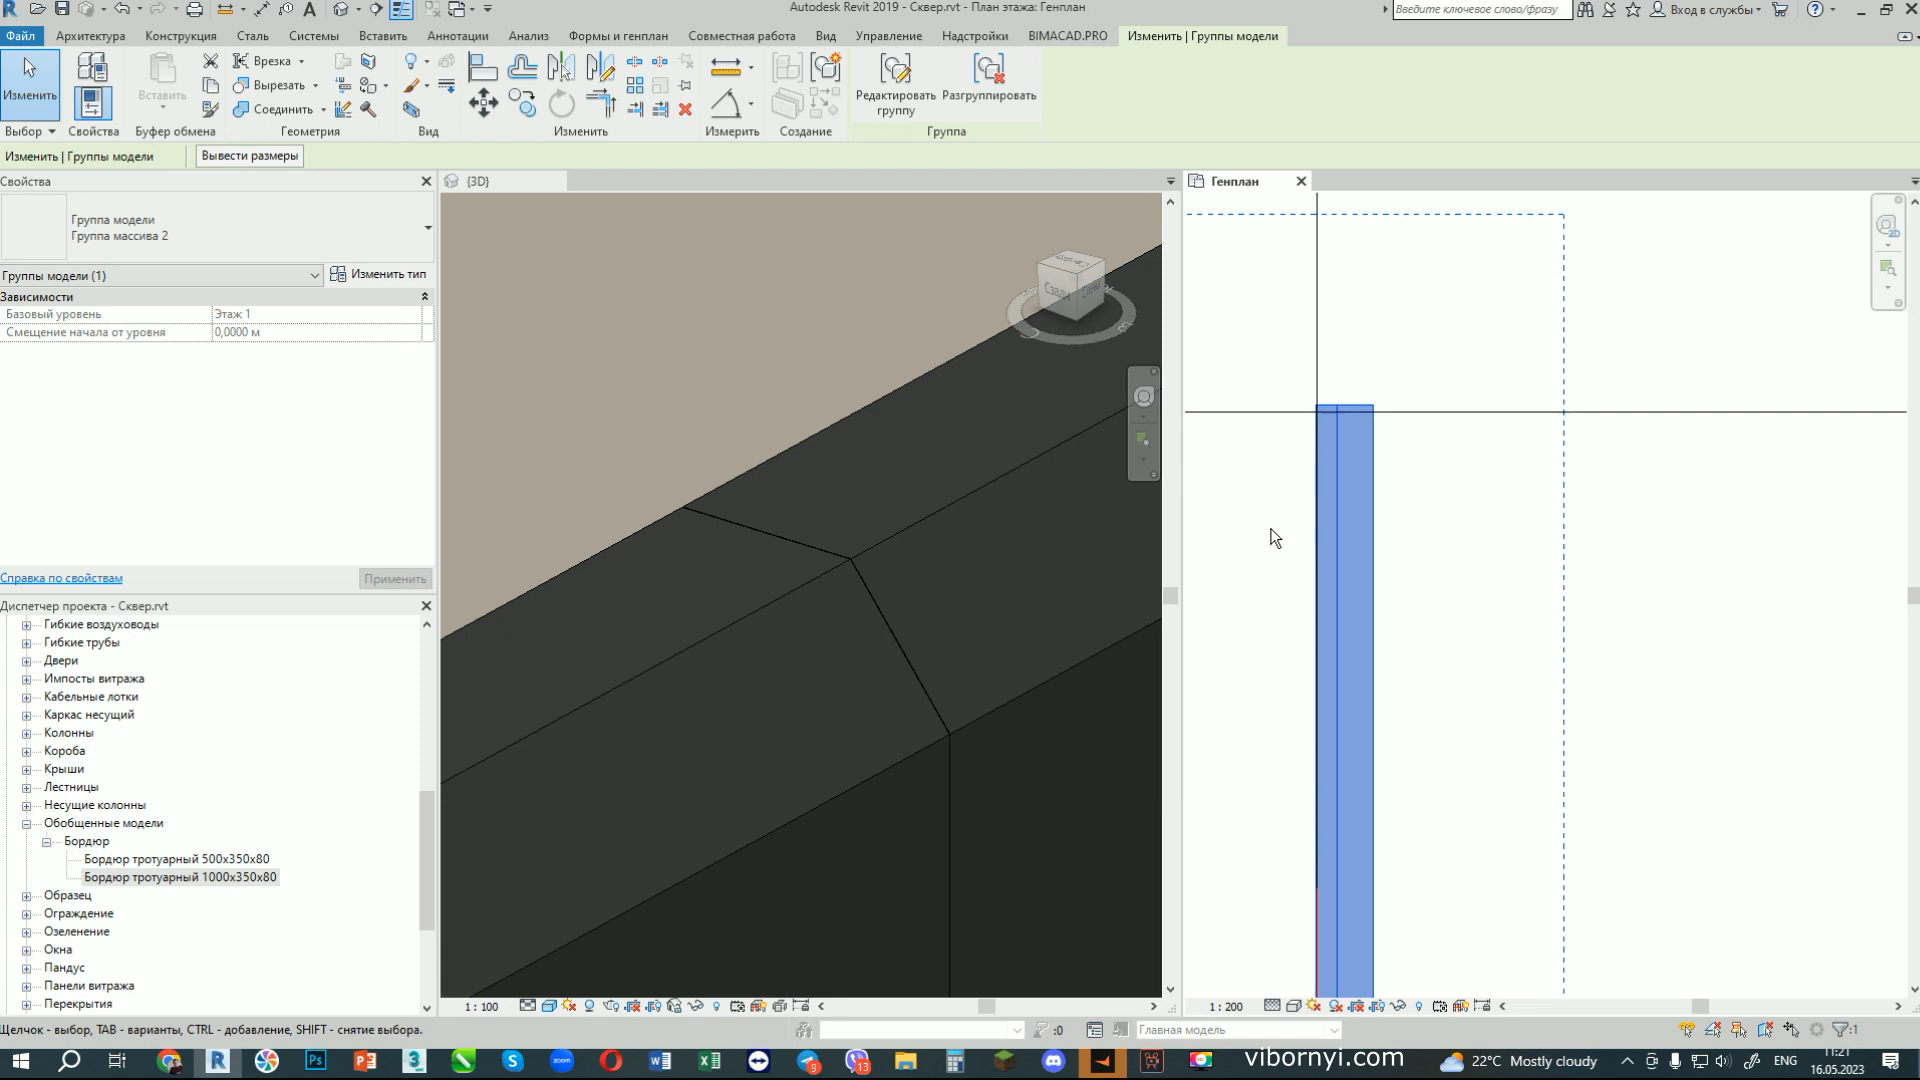 Autodesk Revit 2019 - Сквер.rvt - План этажа: Генплан
Введите ключевое слово/фразу
Вход в службы
Файл Архитектура Конструкция Сталь Системы Вставить Аннотации Анализ Формы и генплан Совместная работа Вид Управление Надстройки BIMACAD.PRO Изменить | Группы модели
Изменить
Вставить
Врезка
Вырезать
Соединить
Редактировать группу
Разгруппировать
Выбор Свойства Буфер обмена Геометрия Вид Изменить Измерить Создание Группа
Изменить | Группы модели Вывести размеры
Свойства
Группа модели
Группа массива 2
Группы модели (1) Изменить тип
Зависимости
Базовый уровень Этаж 1
Смещение начала от уровня 0,0000 м
Справка по свойствам Применить
Диспетчер проекта - Сквер.rvt
Гибкие воздуховоды
Гибкие трубы
Двери
Импосты витража
Кабельные лотки
Каркас несущий
Колонны
Короба
Крыши
Лестницы
Несущие колонны
Обобщенные модели
Бордюр
Бордюр тротуарный 500x350x80
Бордюр тротуарный 1000x350x80
Образец
Ограждение
Озеленение
Окна
Пандус
Панели витража
Перекрытия
{3D}
Сзади
1 : 100
Генплан
2D
1 : 200
Щелчок - выбор, TAB - варианты, CTRL - добавление, SHIFT - снятие выбора.
:0
Главная модель
:1
vibornyi.com
22°C Mostly cloudy
ENG
11:21
16.05.2023